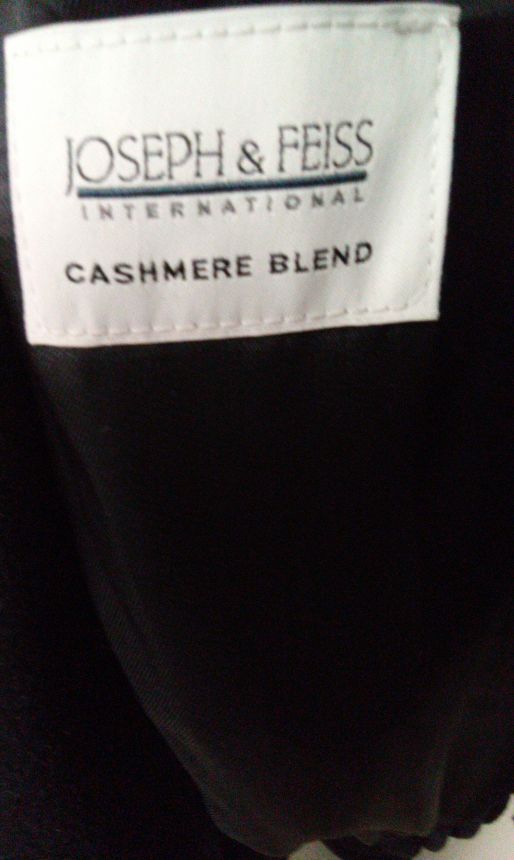 JOSEPH & FEISS
INTERNATIONAL
CASHMERE BLEND